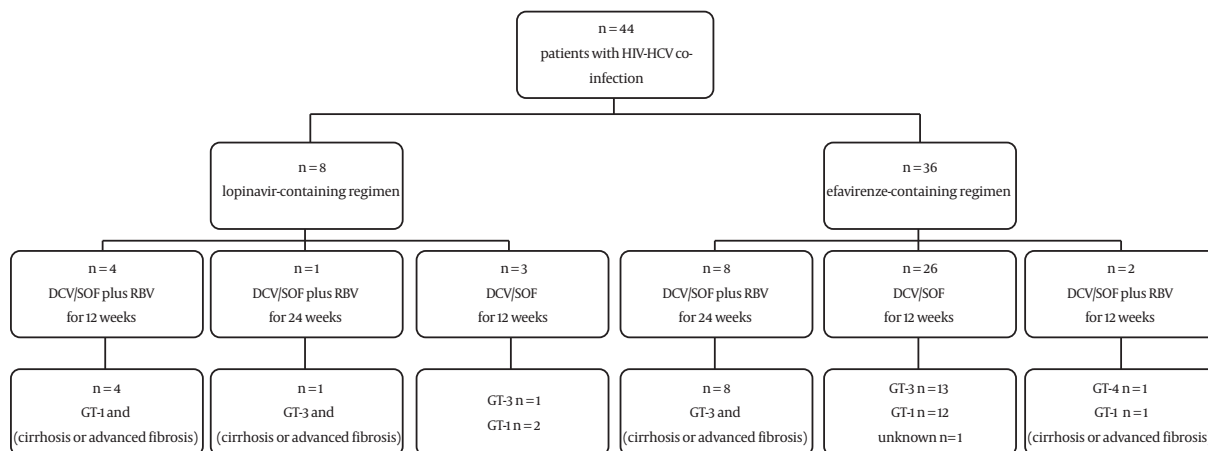 n=44
patients with HIV-HCV co-
infection
n=8
lopinavir-containing regimen
n=36
efavirenze-containing regimen
n=4
DCV/SOF plus RBV
for 12 weeks
n=1
DCV/SOF plus RBV
for 24 weeks
n=3
DCV/SOF
for 12 weeks
n=8
DCV/SOF plus RBV
for 24 weeks
n=26
DCV/SOF
for 12 weeks
n=2
DCV/SOF plus RBV
for 12 weeks
n=4
GT-1 and
(cirrhosis or advanced fibrosis)
n=1
GT-3 and
(cirrhosis or advanced fibrosis)
GT-3 n=1
GT-1 n=2
n=8
GT-3 and
(cirrhosis or advanced fibrosis)
GT-3 n=13
GT-1 n=12
unknown n=1
GT-4 n=1
GT-1 n=1
(cirrhosis or advanced fibrosis)